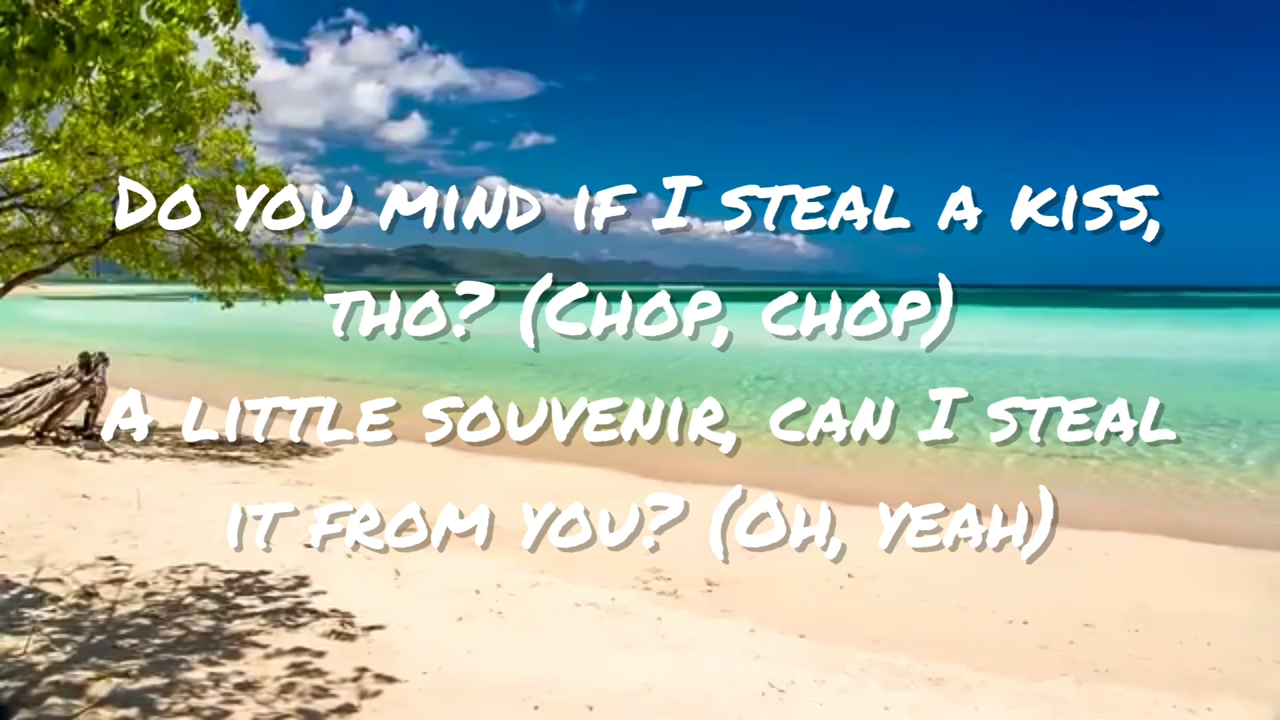 Do you mind if I steal a kiss,
tho? (Chop, chop)
A little souvenir, can I steal
it from you? (Oh, yeah)